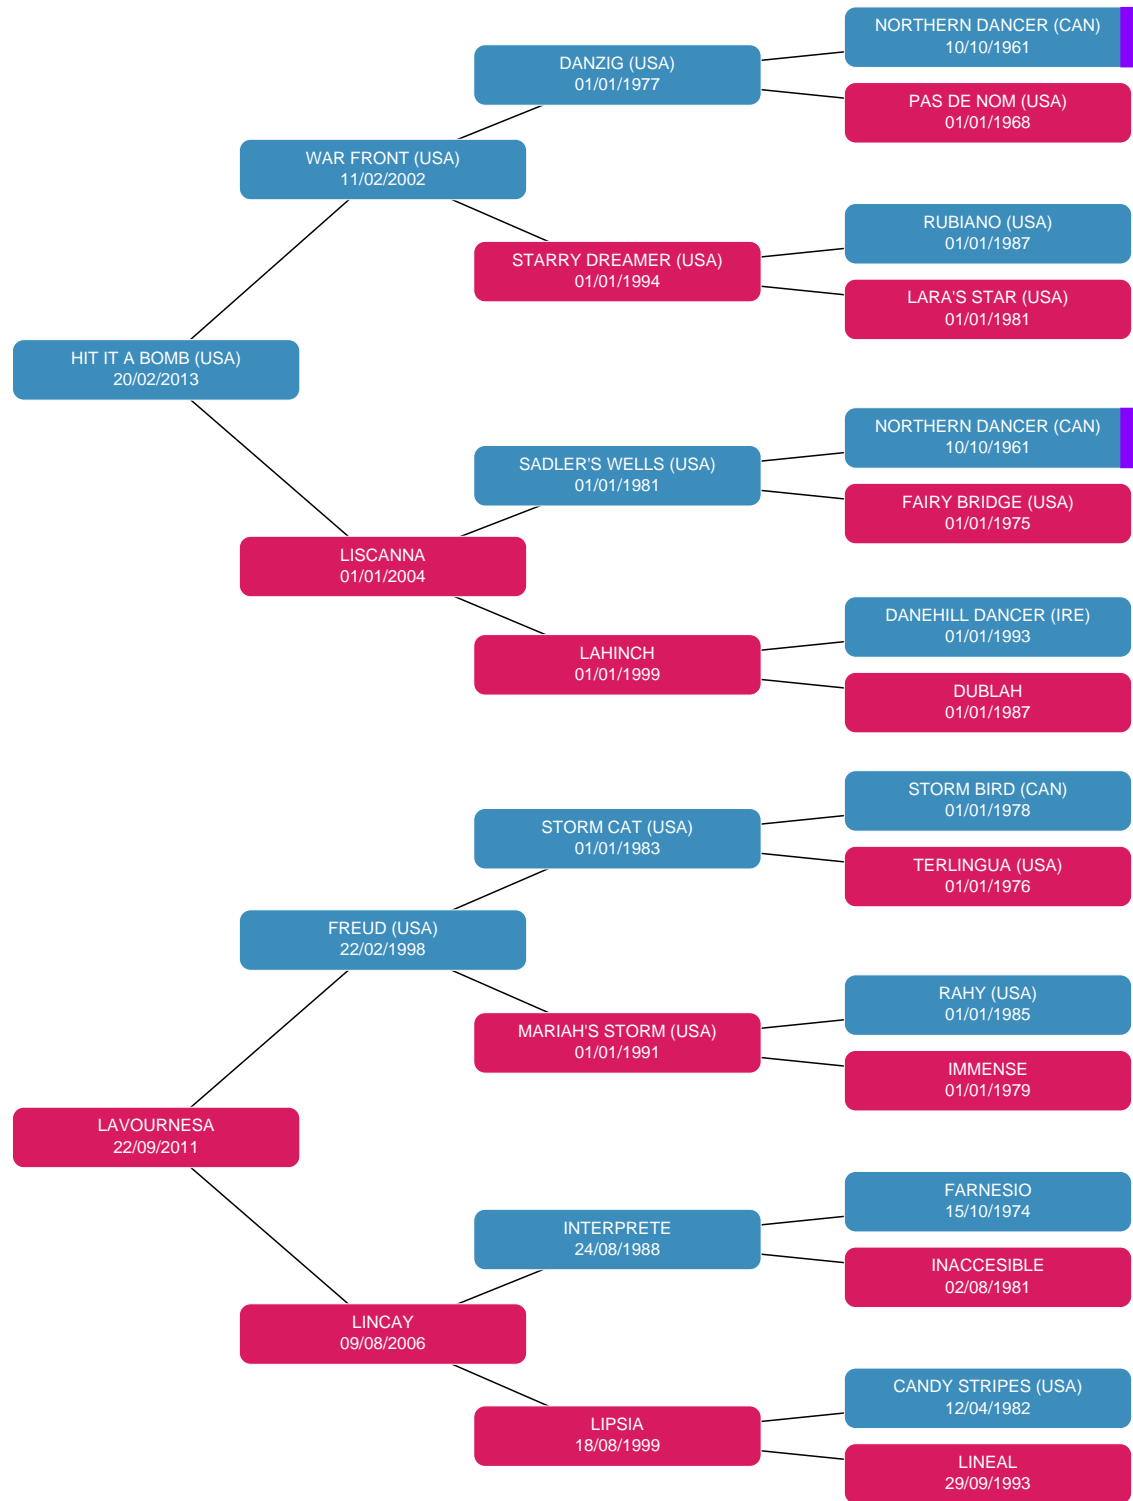 NORTHERN DANCER (CAN)
10/10/1961
DANZIG (USA)
01/01/1977
PAS DE NOM (USA)
01/01/1968
WAR FRONT (USA)
11/02/2002
RUBIANO (USA)
01/01/1987
STARRY DREAMER (USA)
01/01/1994
LARA'S STAR (USA)
01/01/1981
HIT IT A BOMB (USA)
20/02/2013
NORTHERN DANCER (CAN)
10/10/1961
SADLER'S WELLS (USA)
01/01/1981
FAIRY BRIDGE (USA)
01/01/1975
LISCANNA
01/01/2004
DANEHILL DANCER (IRE)
01/01/1993
LAHINCH
01/01/1999
DUBLAH
01/01/1987
STORM BIRD (CAN)
01/01/1978
STORM CAT (USA)
01/01/1983
TERLINGUA (USA)
01/01/1976
FREUD (USA)
22/02/1998
RAHY (USA)
01/01/1985
MARIAH'S STORM (USA)
01/01/1991
IMMENSE
01/01/1979
LAVOURNESA
22/09/2011
FARNESIO
15/10/1974
INTERPRETE
24/08/1988
INACCESIBLE
02/08/1981
LINCAY
09/08/2006
CANDY STRIPES (USA)
12/04/1982
LIPSIA
18/08/1999
LINEAL
29/09/1993